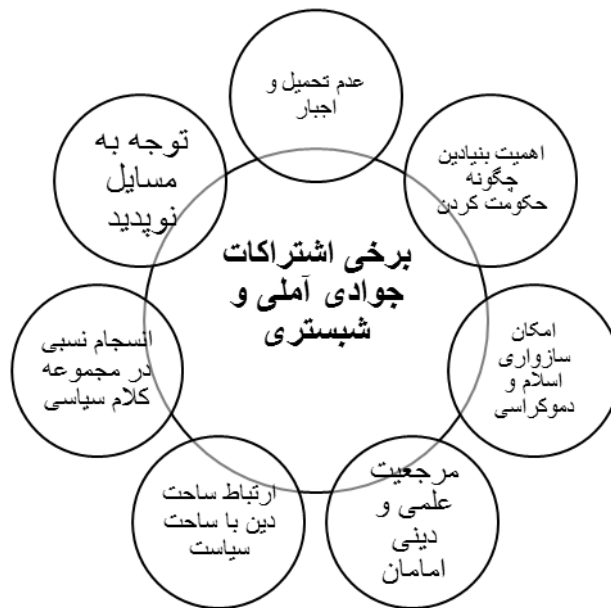 عدم تحمیل و
اجبار
اهمیت بنیادین
چگونه
حکومت کردن
امکان
سازواری
اسلام و
دموکراسی
مرجعیت
علمی و
دینی
امامان
ارتباط ساحت
دین با ساحت
سیاست
انسجام نسبی
در مجموعه
کلام سیاسی
توجه به
مسایل
نوپدید
برخی اشتراکات
جوادی آملی و
شبستری